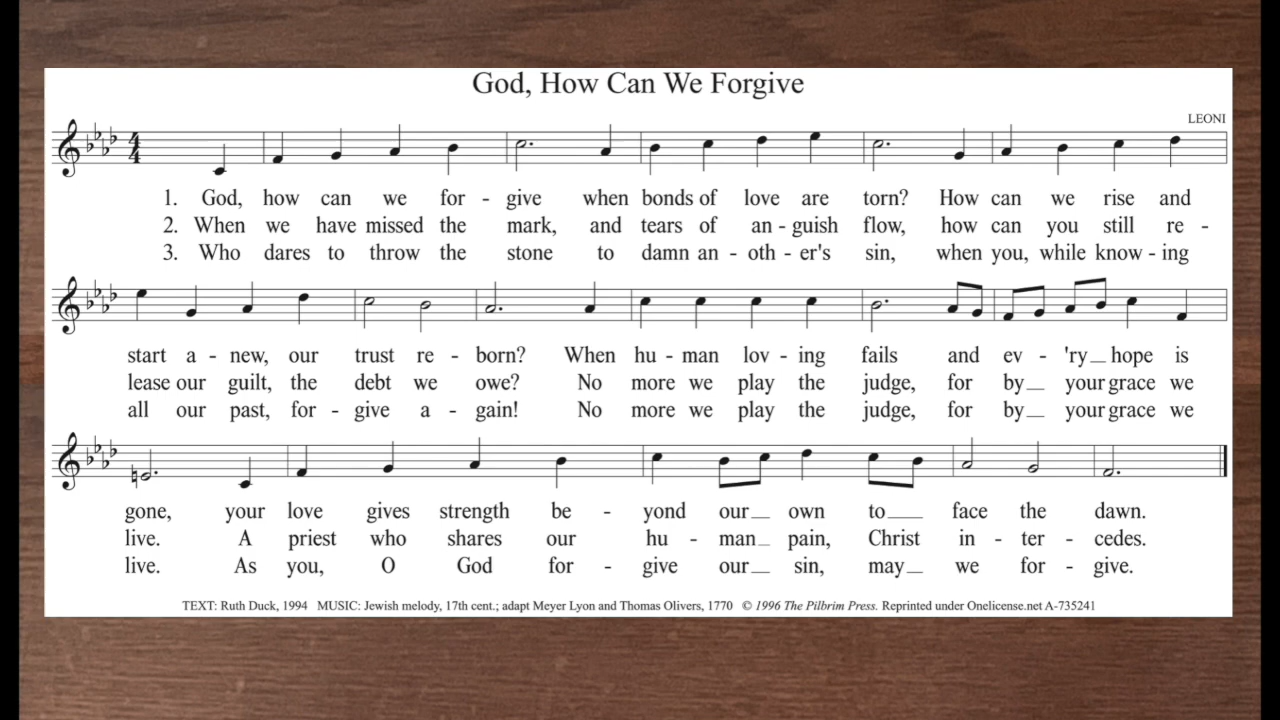 God, How Can We Forgive
LEONI
1. God, how can we for - give when bonds of love are torn? How can we rise and
2. When we have missed the mark, and tears of an - guish flow, how can you still re -
3. Who dares to throw the stone to damn an - oth - er's sin, when you, while know - ing
start a - new, our trust re - born? When hu - man lov - ing fails and ev - 'ry hope is
lease our guilt, the debt we owe? No more we play the judge, for by your grace we
all our past, for - give a - gain! No more we play the judge, for by your grace we
gone, your love gives strength be - yond our own to face the dawn.
live. A priest who shares our hu - man pain, Christ in - ter - cedes.
live. As you, O God for - give our sin, may we for - give.
TEXT: Ruth Duck, 1994 MUSIC: Jewish melody, 17th cent.; adapt Meyer Lyon and Thomas Olivers, 1770 © 1996 The Pilbrim Press. Reprinted under Onelicense.net A-735241